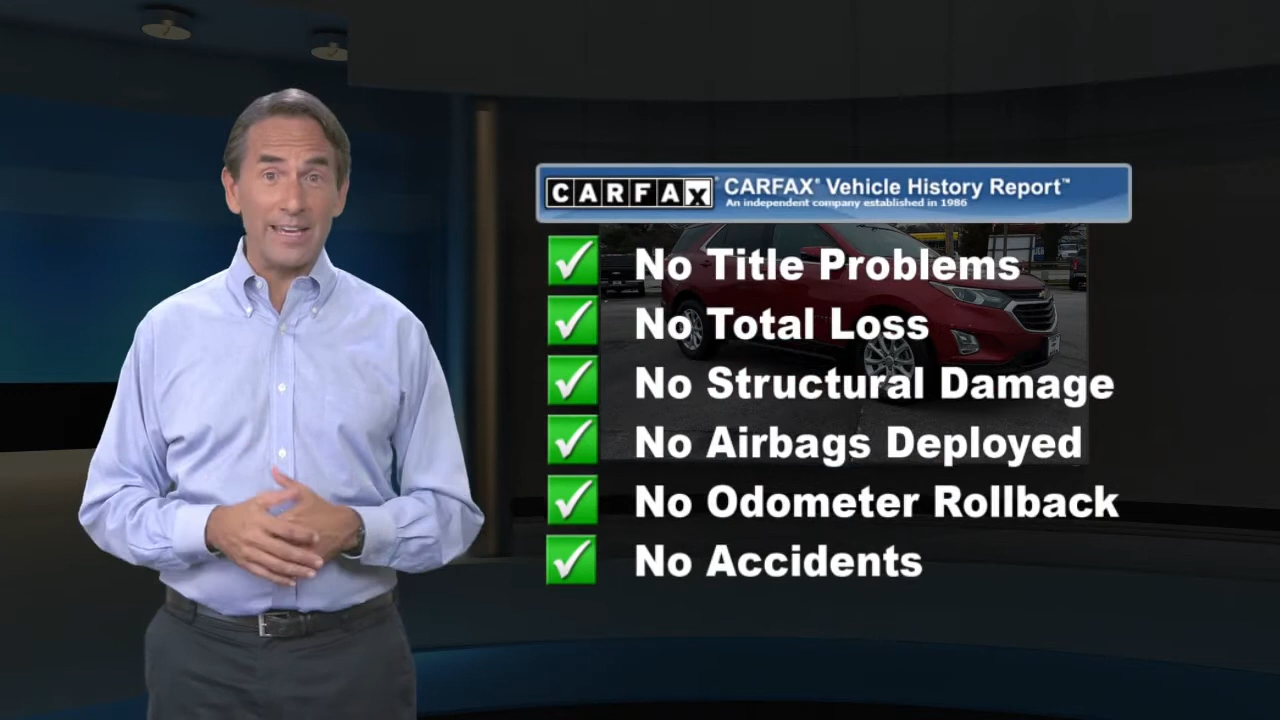 CARFAX® CARFAX® Vehicle History Report™
An independent company established in 1986
No Title Problems
No Total Loss
No Structural Damage
No Airbags Deployed
No Odometer Rollback
No Accidents